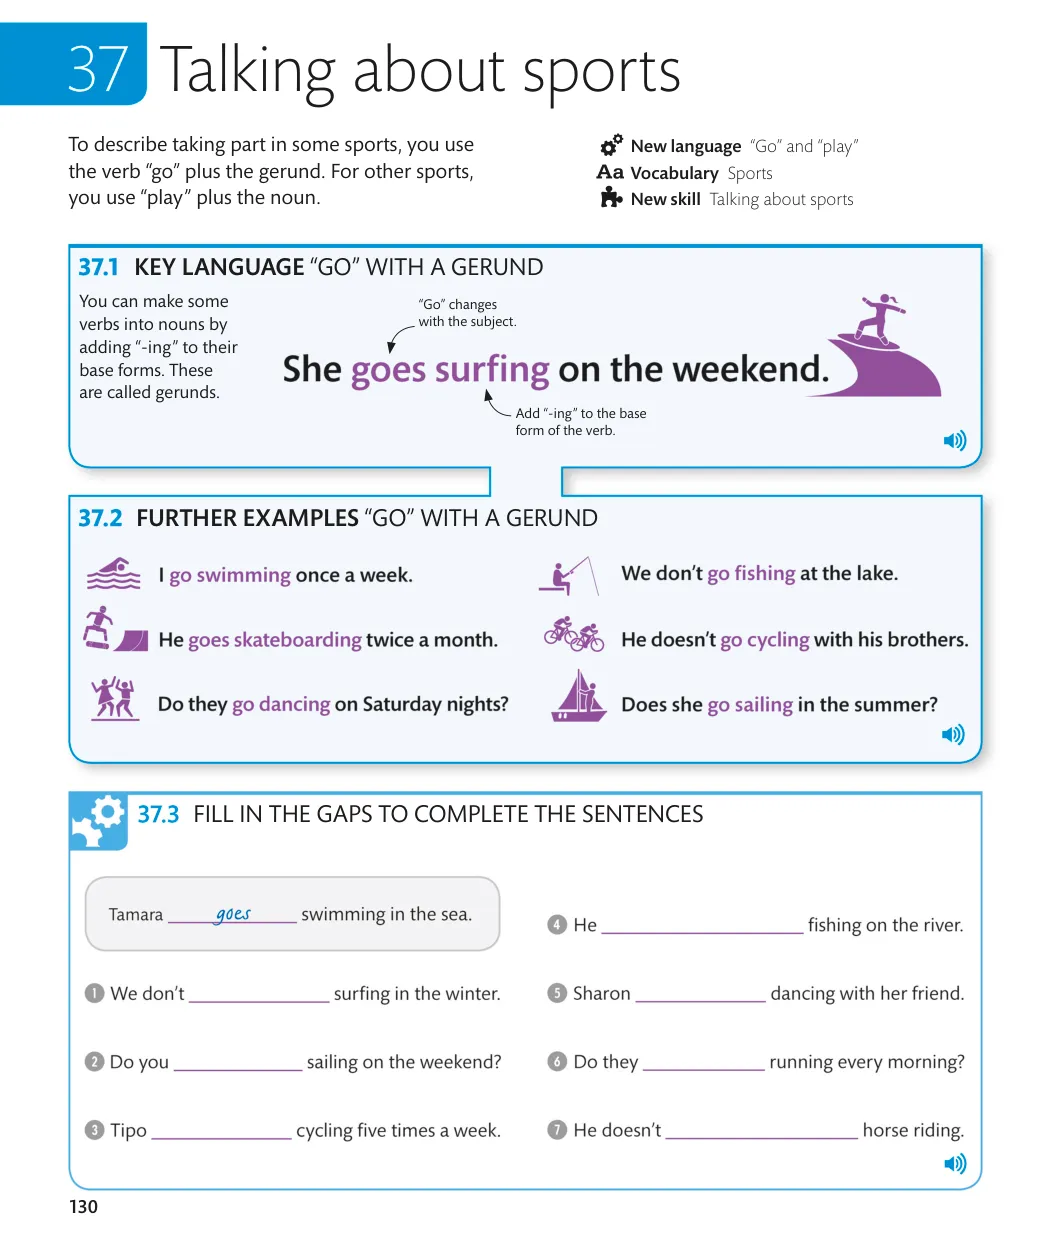 37 Talking about sports
To describe taking part in some sports, you use
the verb “go” plus the gerund. For other sports,
you use “play” plus the noun.
New language “Go” and “play”
Aa Vocabulary Sports
New skill Talking about sports
37.1 KEY LANGUAGE “GO” WITH A GERUND
You can make some
verbs into nouns by
adding “-ing” to their
base forms. These
are called gerunds.
“Go” changes
with the subject.
She goes surfing on the weekend.
Add “-ing” to the base
form of the verb.
37.2 FURTHER EXAMPLES “GO” WITH A GERUND
I go swimming once a week.
He goes skateboarding twice a month.
Do they go dancing on Saturday nights?
We don’t go fishing at the lake.
He doesn’t go cycling with his brothers.
Does she go sailing in the summer?
37.3 FILL IN THE GAPS TO COMPLETE THE SENTENCES
Tamara goes swimming in the sea.
1 We don’t ______ surfing in the winter.
2 Do you ______ sailing on the weekend?
3 Tipo ______ cycling five times a week.
4 He ______ fishing on the river.
5 Sharon ______ dancing with her friend.
6 Do they ______ running every morning?
7 He doesn’t ______ horse riding.
130